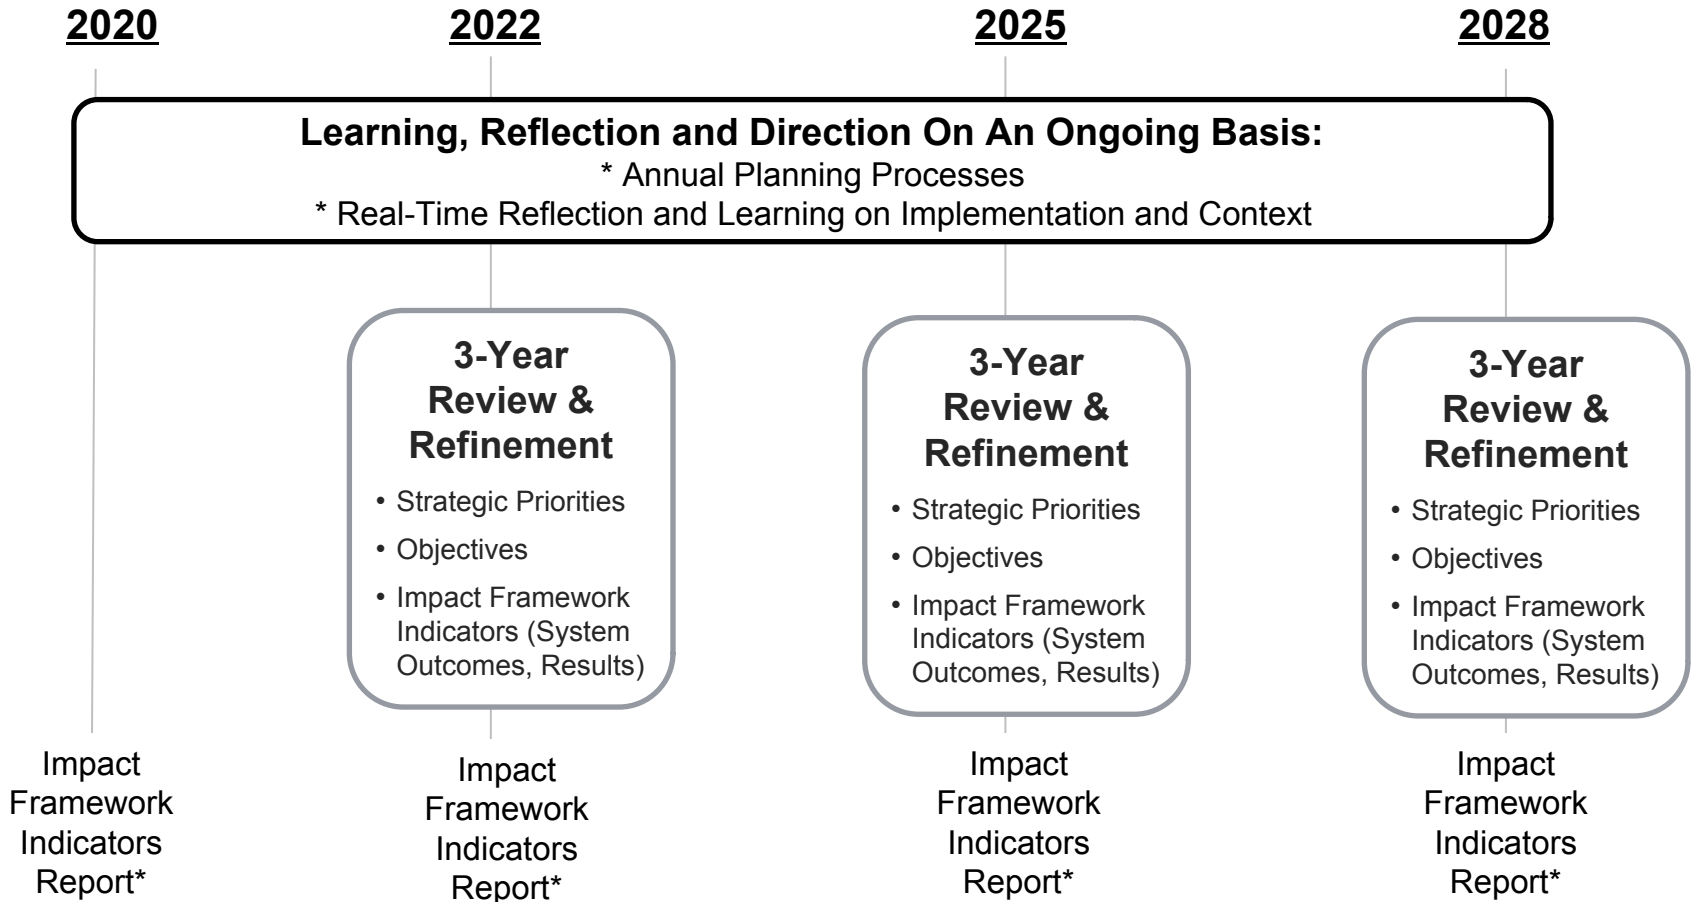 2020
2022
2025
2028
Learning, Reflection and Direction On An Ongoing Basis:
* Annual Planning Processes
* Real-Time Reflection and Learning on Implementation and Context
3-Year
Review &
Refinement
• Strategic Priorities
• Objectives
• Impact Framework
Indicators (System
Outcomes, Results)
3-Year
Review &
Refinement
• Strategic Priorities
• Objectives
• Impact Framework
Indicators (System
Outcomes, Results)
3-Year
Review &
Refinement
• Strategic Priorities
• Objectives
• Impact Framework
Indicators (System
Outcomes, Results)
Impact
Framework
Indicators
Report*
Impact
Framework
Indicators
Report*
Impact
Framework
Indicators
Report*
Impact
Framework
Indicators
Report*